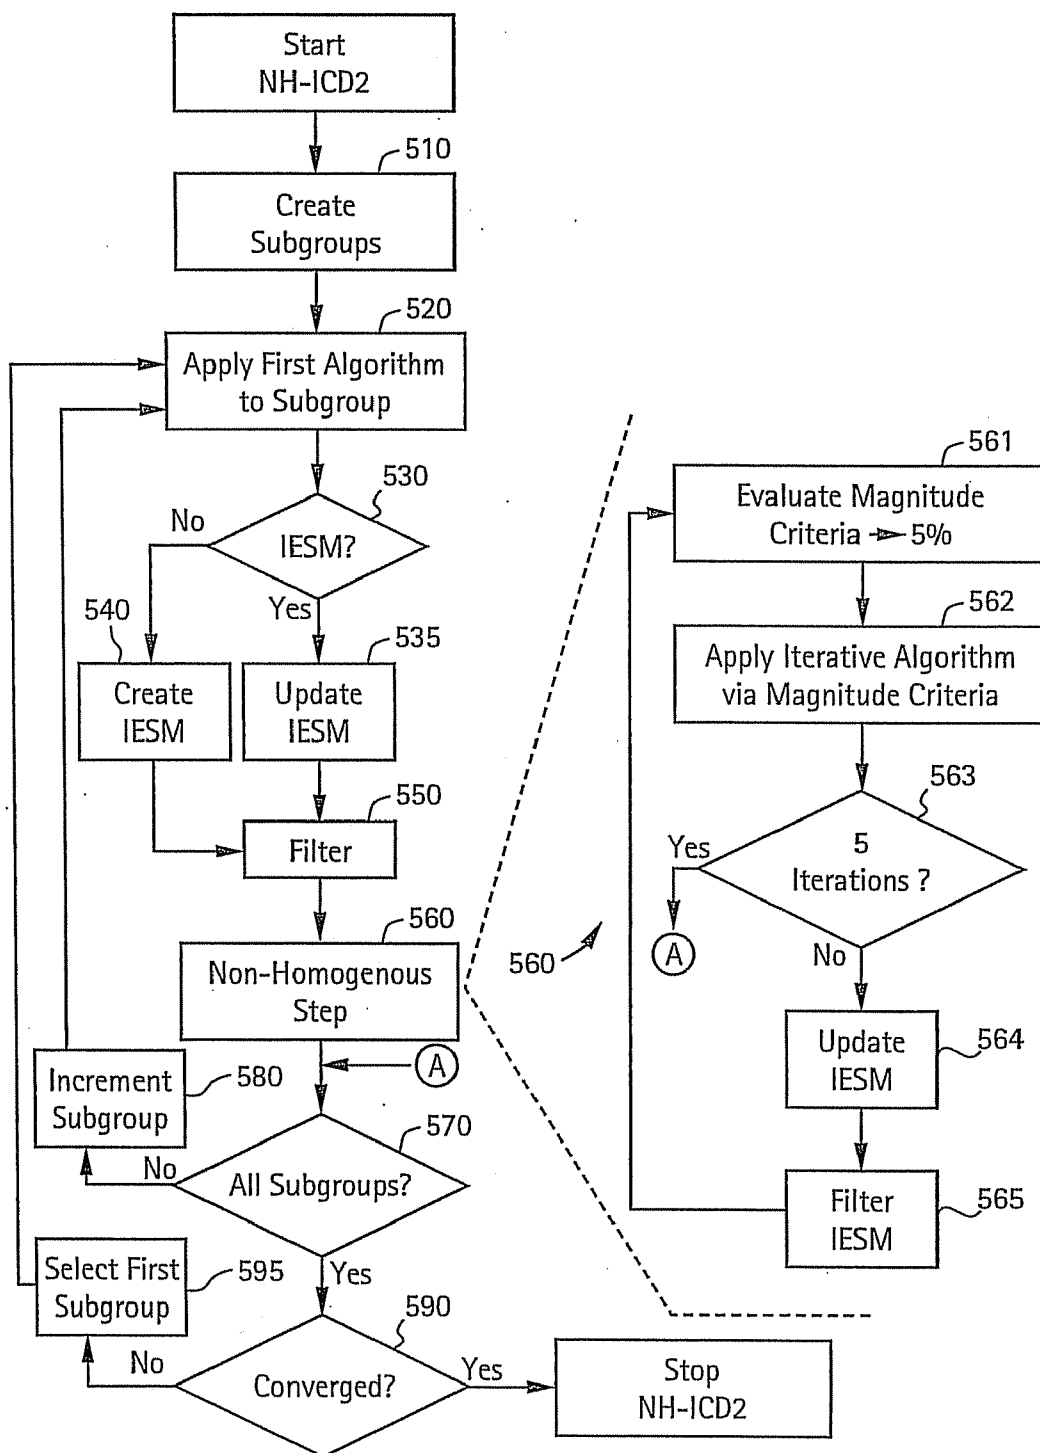 Start
NH-ICD2
510
Create
Subgroups
520
Apply First Algorithm
to Subgroup
530
No
IESM?
Yes
540
535
Create
IESM
Update
IESM
550
Filter
560
Non-Homogenous
Step
A
Increment
Subgroup
580
570
No
All Subgroups?
Yes
Select First
Subgroup
595
590
No
Converged?
Yes
Stop
NH-ICD2
561
Evaluate Magnitude
Criteria → 5%
562
Apply Iterative Algorithm
via Magnitude Criteria
563
Yes
5
Iterations ?
A
No
560
Update
IESM
564
Filter
IESM
565